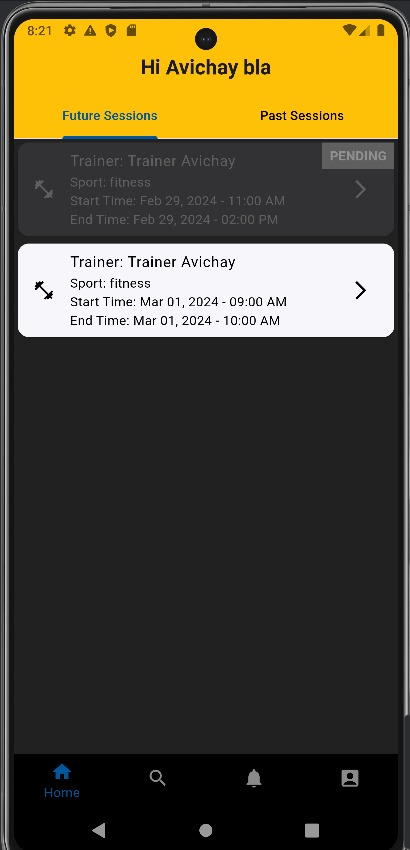 8:21
Hi Avichay bla
Future Sessions
Past Sessions
PENDING
Trainer: Trainer Avichay
Sport: fitness
Start Time: Feb 29, 2024 - 11:00 AM
End Time: Feb 29, 2024 - 02:00 PM
Trainer: Trainer Avichay
Sport: fitness
Start Time: Mar 01, 2024 - 09:00 AM
End Time: Mar 01, 2024 - 10:00 AM
Home